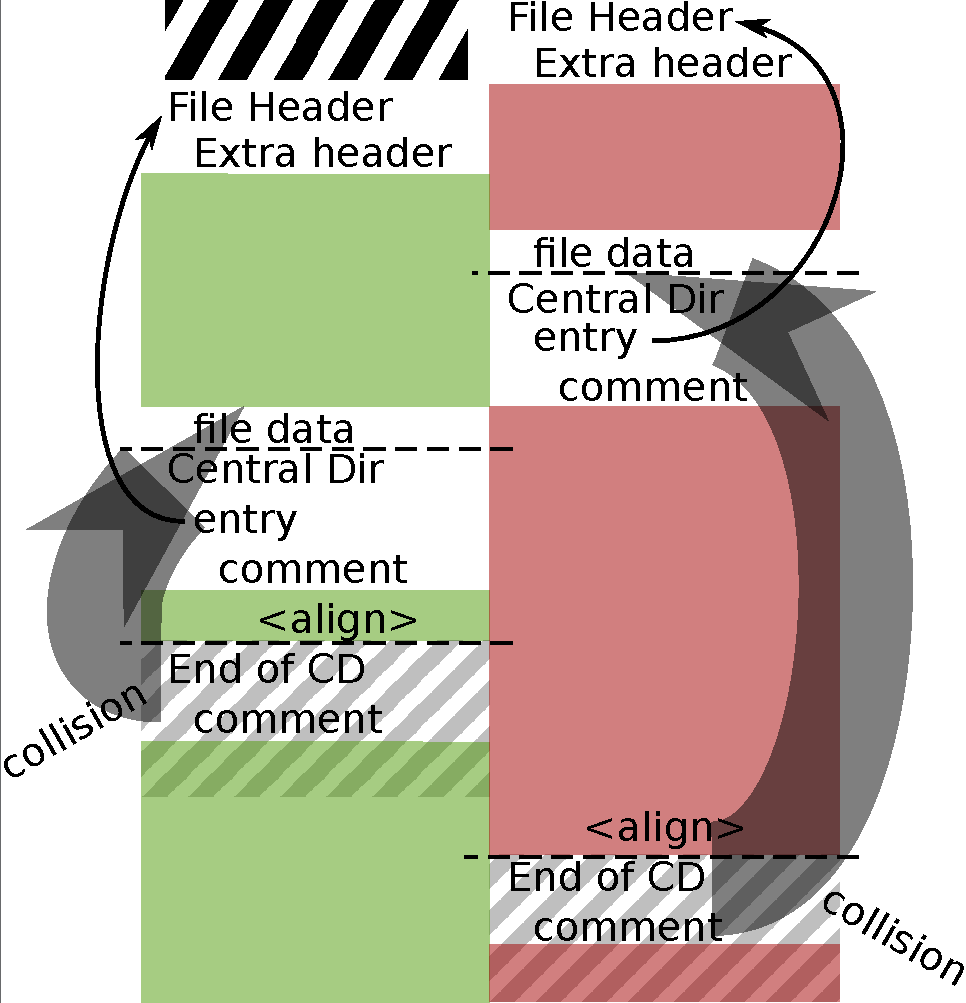 File Header
Extra header
file data
Central Dir
entry
comment
<align>
End of CD
comment
collision
File Header
Extra header
file data
Central Dir
entry
comment
<align>
End of CD
comment
collision